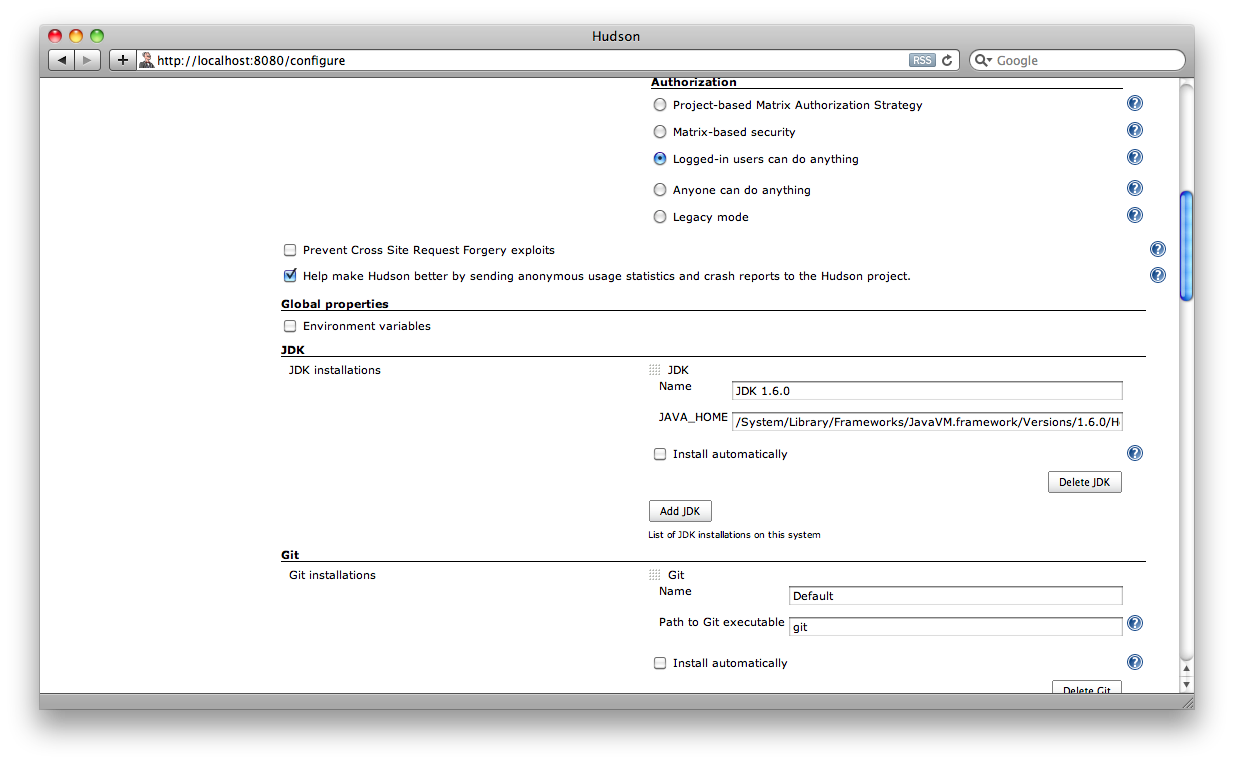 Hudson
http://localhost:8080/configure
RSS
Google
Authorization
Project-based Matrix Authorization Strategy
Matrix-based security
Logged-in users can do anything
Anyone can do anything
Legacy mode
Prevent Cross Site Request Forgery exploits
Help make Hudson better by sending anonymous usage statistics and crash reports to the Hudson project.
Global properties
Environment variables
JDK
JDK installations
JDK
Name
JDK 1.6.0
JAVA_HOME
/System/Library/Frameworks/JavaVM.framework/Versions/1.6.0/H
Install automatically
Delete JDK
Add JDK
List of JDK installations on this system
Git
Git installations
Git
Name
Default
Path to Git executable
git
Install automatically
Delete Git